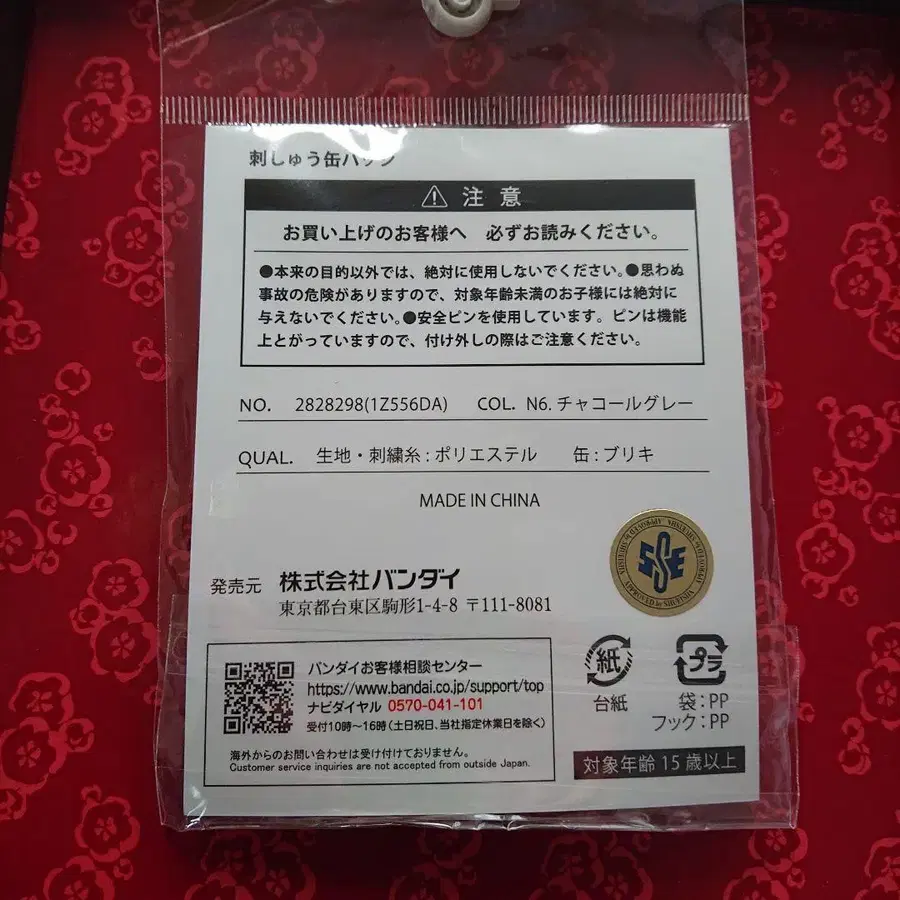 刺しゅう缶バッジ
⚠ 注意
お買い上げのお客様へ 必ずお読みください。
●本来の目的以外では、絶対に使用しないでください。●思わぬ
事故の危険がありますので、対象年齢未満のお子様には絶対に
与えないでください。●安全ピンを使用しています。ピンは機能
上とがっていますので、付け外しの際はご注意ください。
NO. 2828298(1Z556DA) COL. N6.チャコールグレー
QUAL. 生地・刺繍糸:ポリエステル 缶:ブリキ
MADE IN CHINA
SSE
APPROVED by SHUEISHA
発売元 株式会社バンダイ
東京都台東区駒形1-4-8 〒111-8081
バンダイお客様相談センター
https://www.bandai.co.jp/support/top
ナビダイヤル 0570-041-101
受付10時～16時(土日祝日、当社指定休業日を除く)
海外からのお問い合わせは受け付けておりません。
Customer service inquiries are not accepted from outside Japan.
紙
台紙
プラ
袋:PP
フック:PP
対象年齢15歳以上